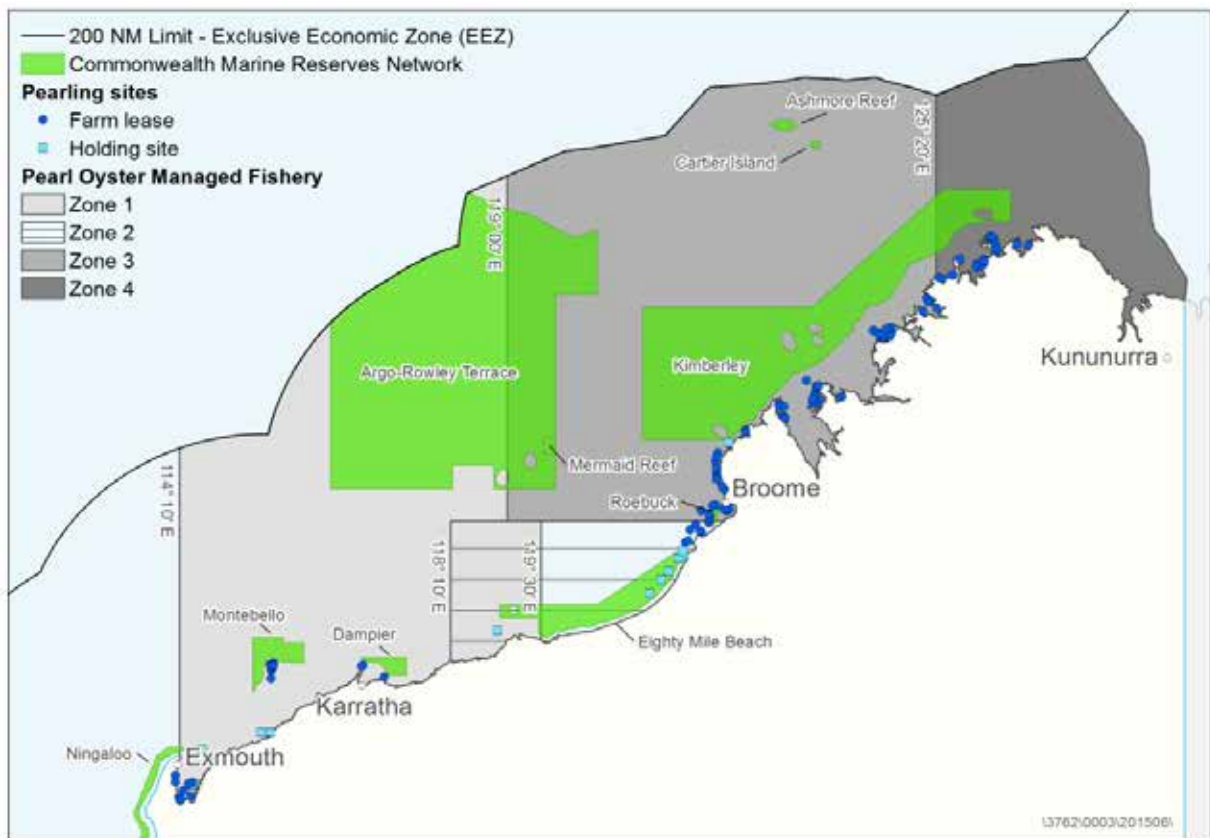 200 NM Limit - Exclusive Economic Zone (EEZ)
Commonwealth Marine Reserves Network
Pearling sites
Farm lease
Holding site
Pearl Oyster Managed Fishery
Zone 1
Zone 2
Zone 3
Zone 4
Ashmore Reef
Cartier Island
125° 20' E
119° 00' E
Argo-Rowley Terrace
Kimberley
Kununurra
Mermaid Reef
114° 10' E
Roebuck
Broome
118° 10' E
119° 30' E
Montebello
Dampier
Eighty Mile Beach
Karratha
Ningaloo
Exmouth
\3762\0003\201506\